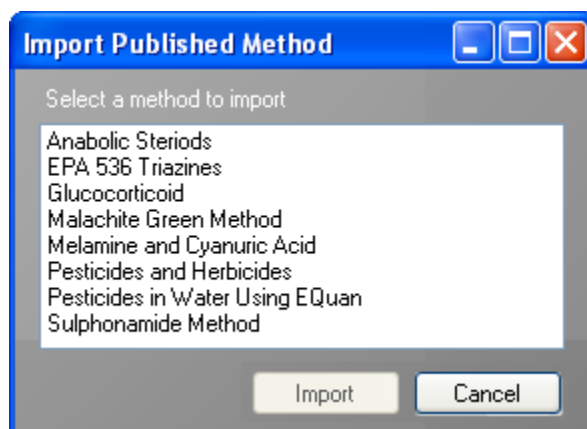 Import Published Method
Select a method to import
Anabolic Steriods
EPA 536 Triazines
Glucocorticoid
Malachite Green Method
Melamine and Cyanuric Acid
Pesticides and Herbicides
Pesticides in Water Using EQuan
Sulphonamide Method
Import
Cancel